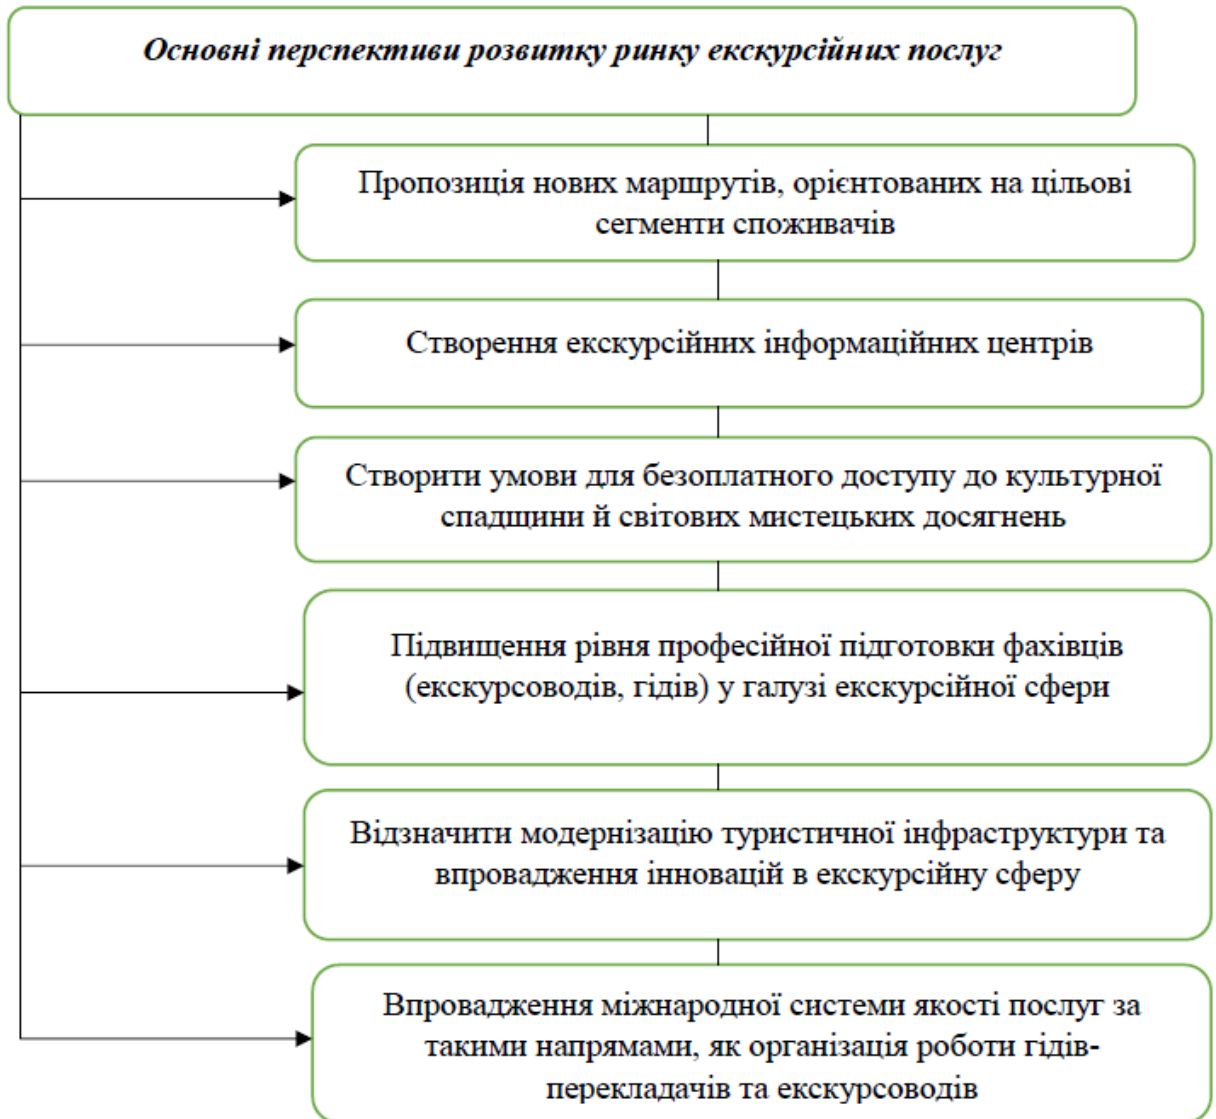 Основні перспективи розвитку ринку екскурсійних послуг
Пропозиція нових маршрутів, орієнтованих на цільові
сегменти споживачів
Створення екскурсійних інформаційних центрів
Створити умови для безоплатного доступу до культурної
спадщини й світових мистецьких досягнень
Підвищення рівня професійної підготовки фахівців
(екскурсоводів, гідів) у галузі екскурсійної сфери
Відзначити модернізацію туристичної інфраструктури та
впровадження інновацій в екскурсійну сферу
Впровадження міжнародної системи якості послуг за
такими напрямами, як організація роботи гідів-
перекладачів та екскурсоводів